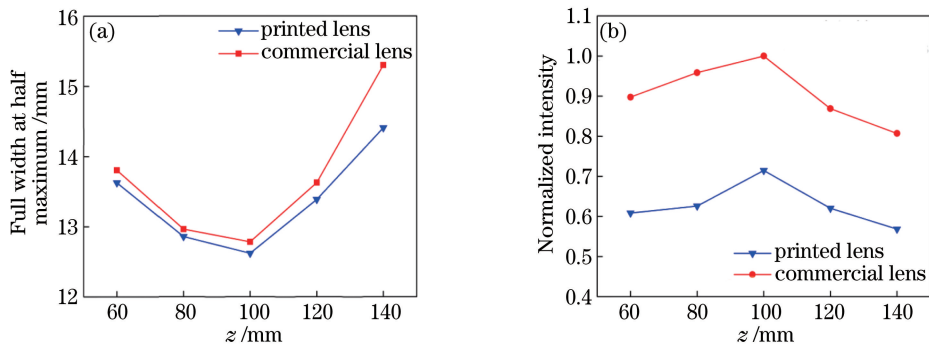 (a)
printed lens
commercial lens
Full width at half
maximum /mm
16
15
14
13
12
60 80 100 120 140
z /mm
(b)
Normalized intensity
1.1
1.0
0.9
0.8
0.7
0.6
0.5
0.4
printed lens
commercial lens
60 80 100 120 140
z /mm